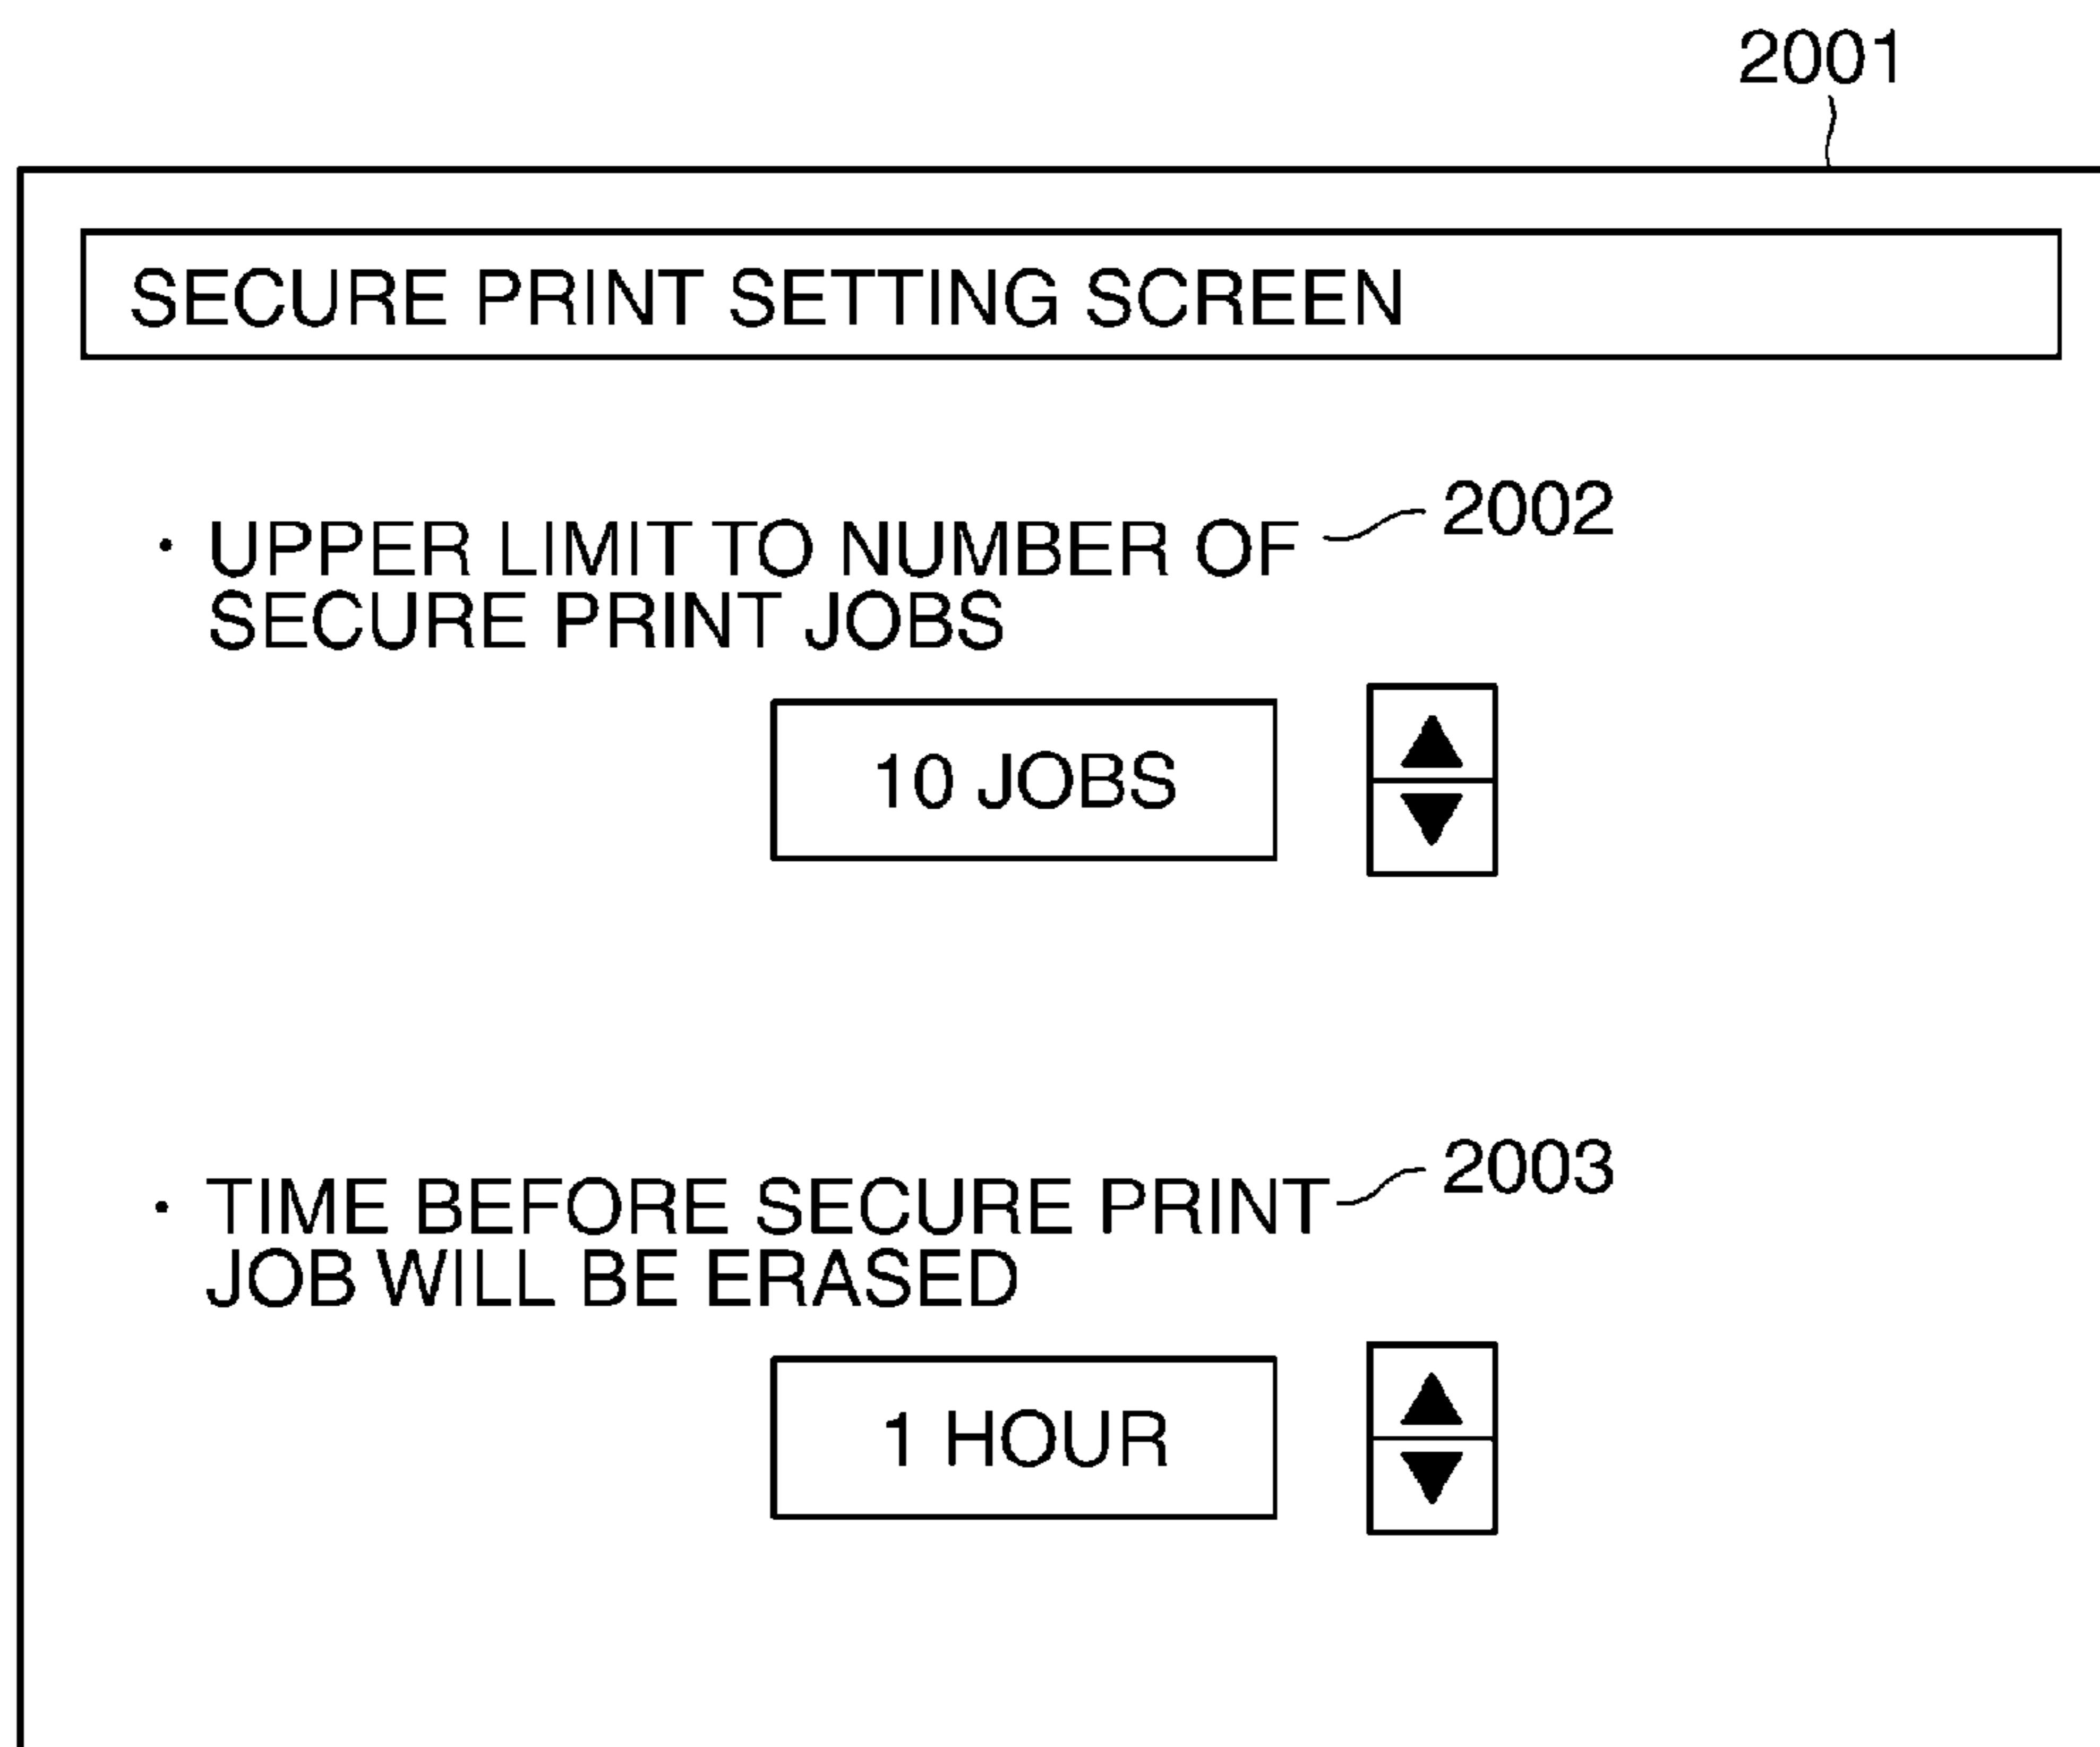 2001
SECURE PRINT SETTING SCREEN
• UPPER LIMIT TO NUMBER OF 2002
SECURE PRINT JOBS
10 JOBS
• TIME BEFORE SECURE PRINT 2003
JOB WILL BE ERASED
1 HOUR